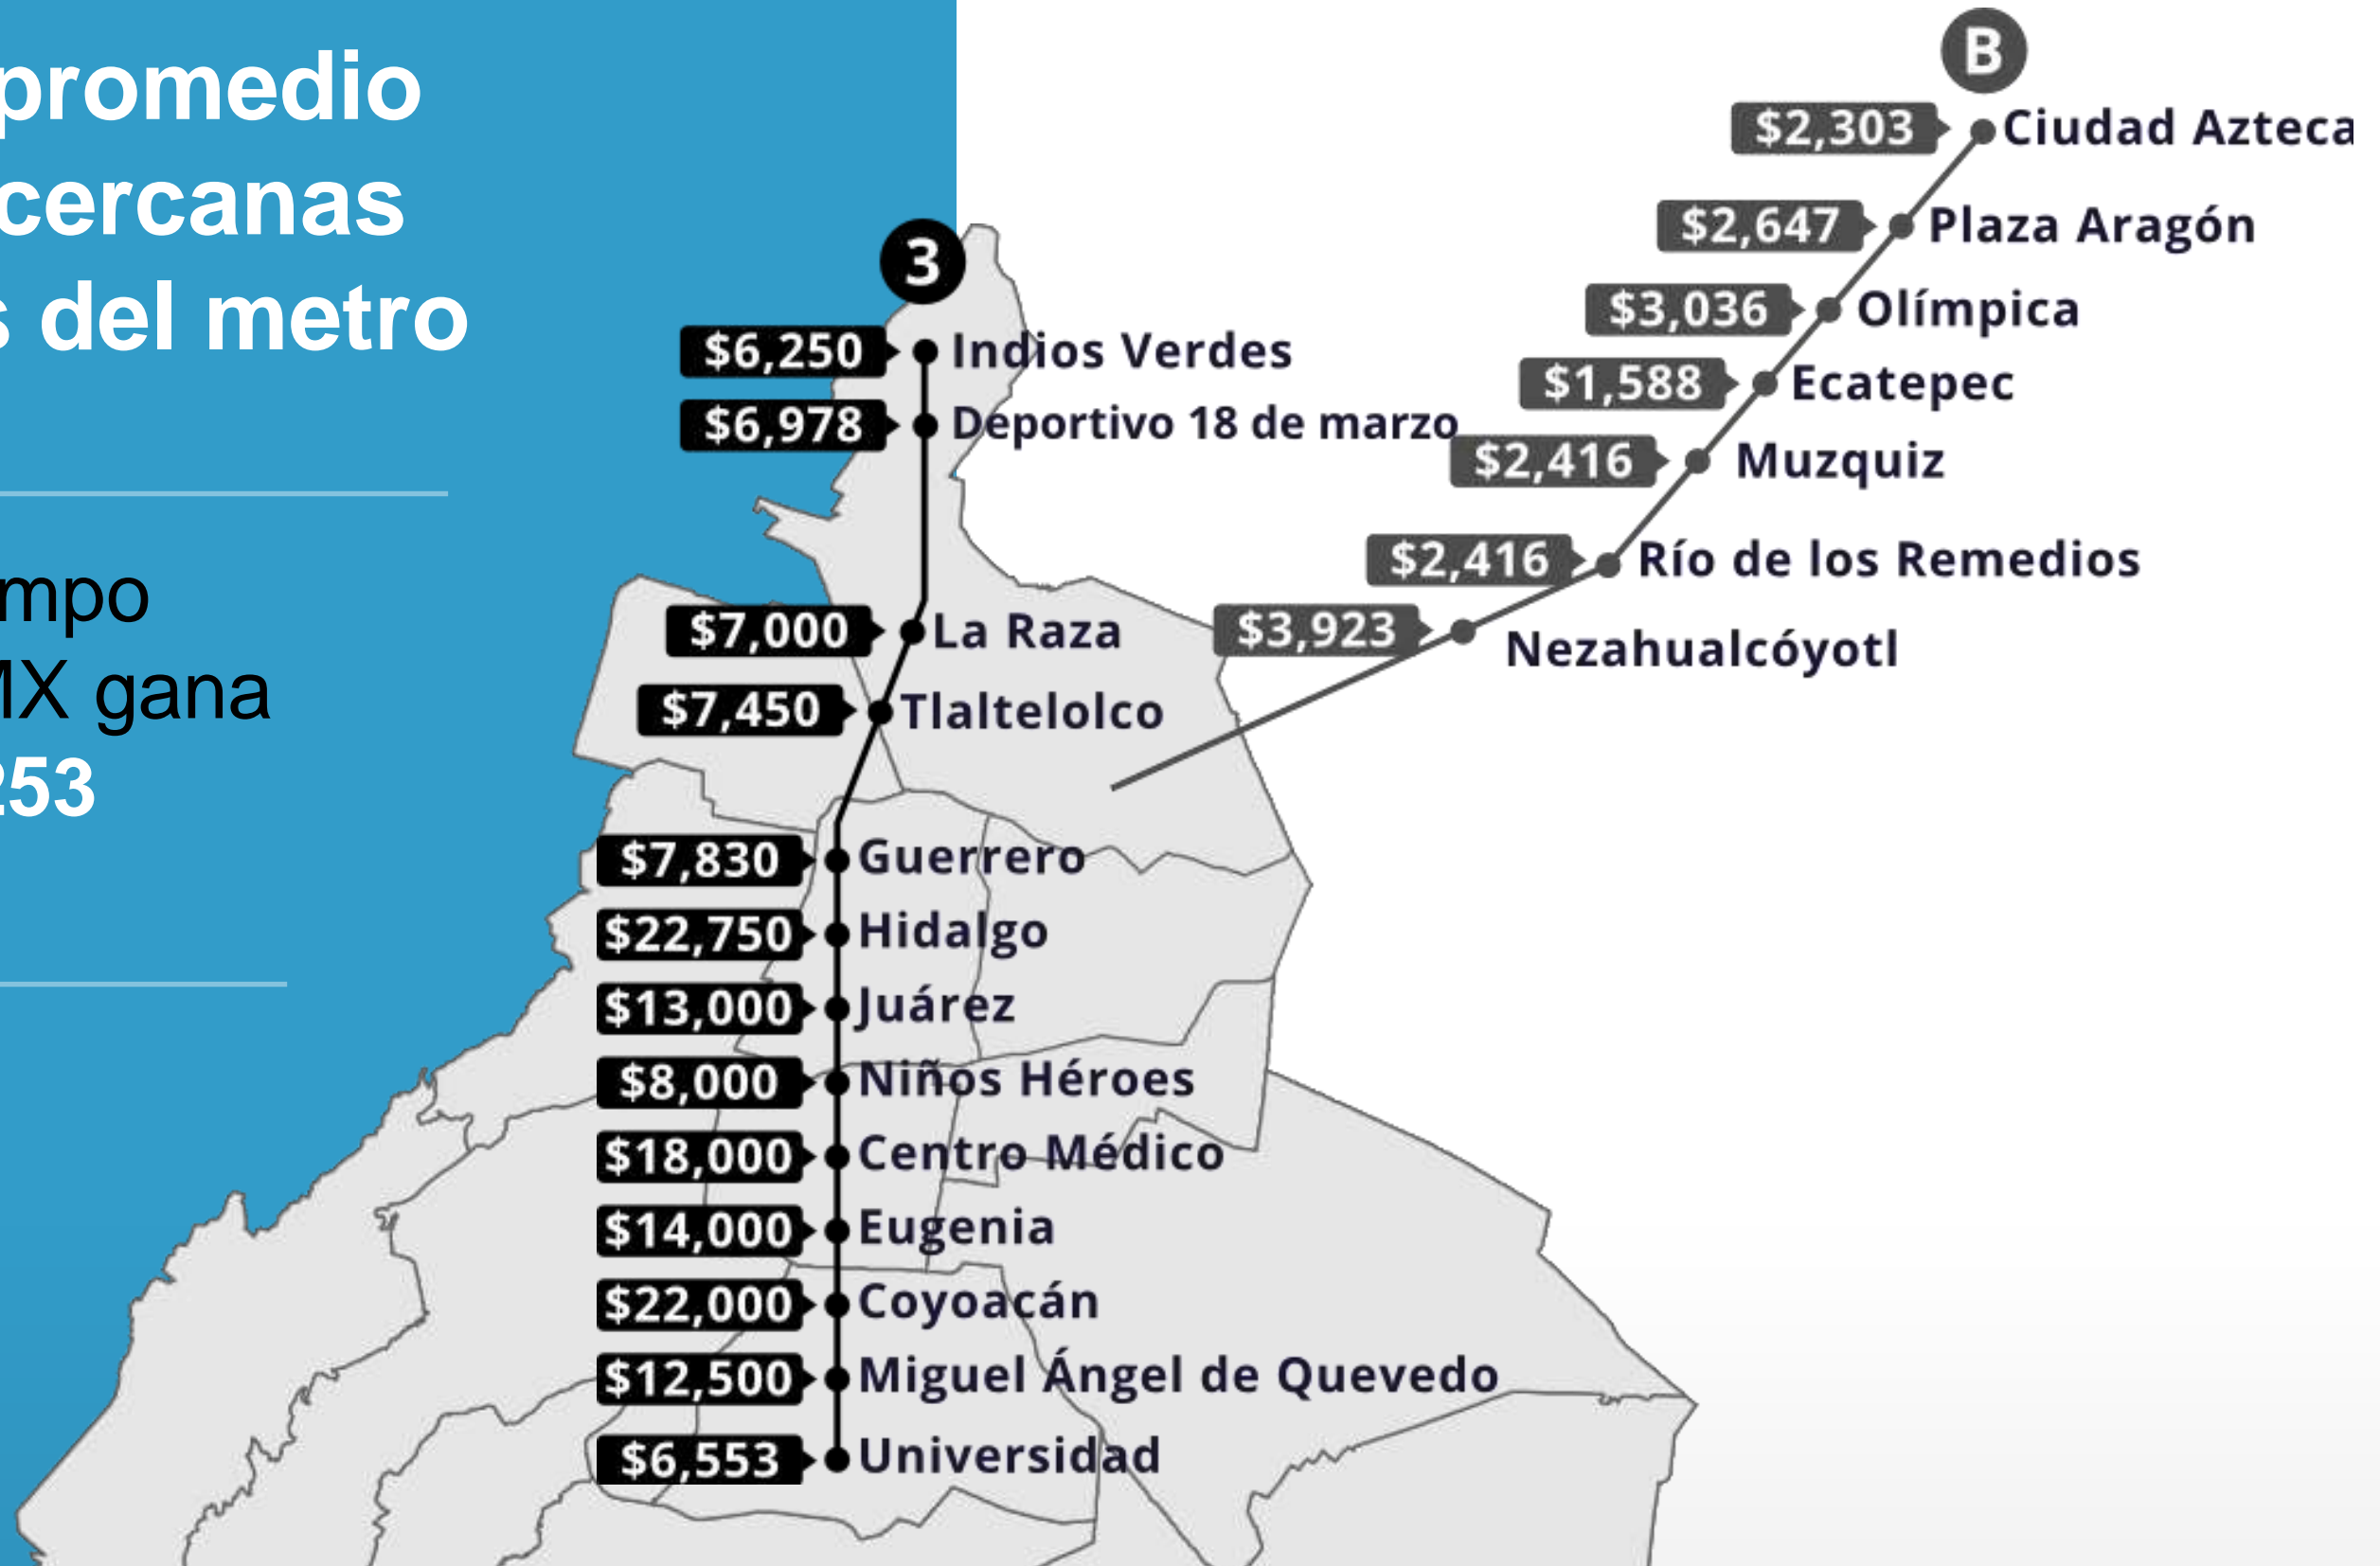 promedio
cercanas
s del metro
mpo
MX gana
253
B
$2,303 Ciudad Azteca
$2,647 Plaza Aragón
$3,036 Olímpica
$1,588 Ecatepec
$2,416 Muzquiz
$2,416 Río de los Remedios
$3,923 Nezahualcóyotl
3
$6,250 Indios Verdes
$6,978 Deportivo 18 de marzo
$7,000 La Raza
$7,450 Tlaltelolco
$7,830 Guerrero
$22,750 Hidalgo
$13,000 Juárez
$8,000 Niños Héroes
$18,000 Centro Médico
$14,000 Eugenia
$22,000 Coyoacán
$12,500 Miguel Ángel de Quevedo
$6,553 Universidad